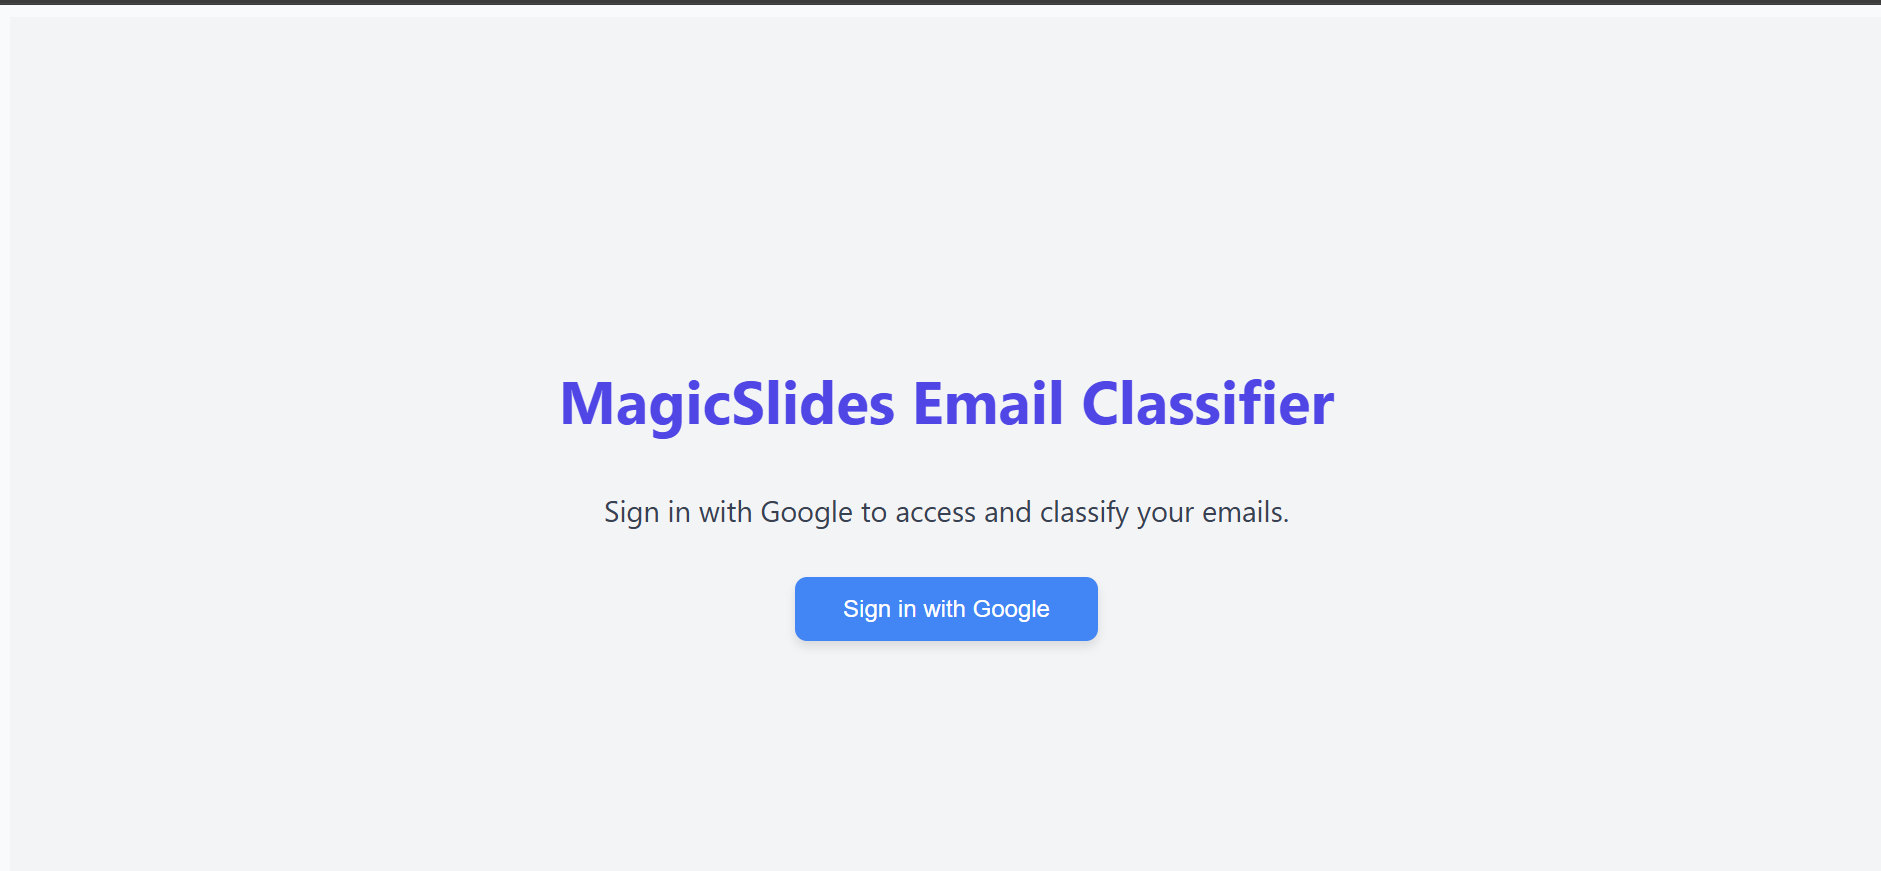 MagicSlides Email Classifier
Sign in with Google to access and classify your emails.
Sign in with Google